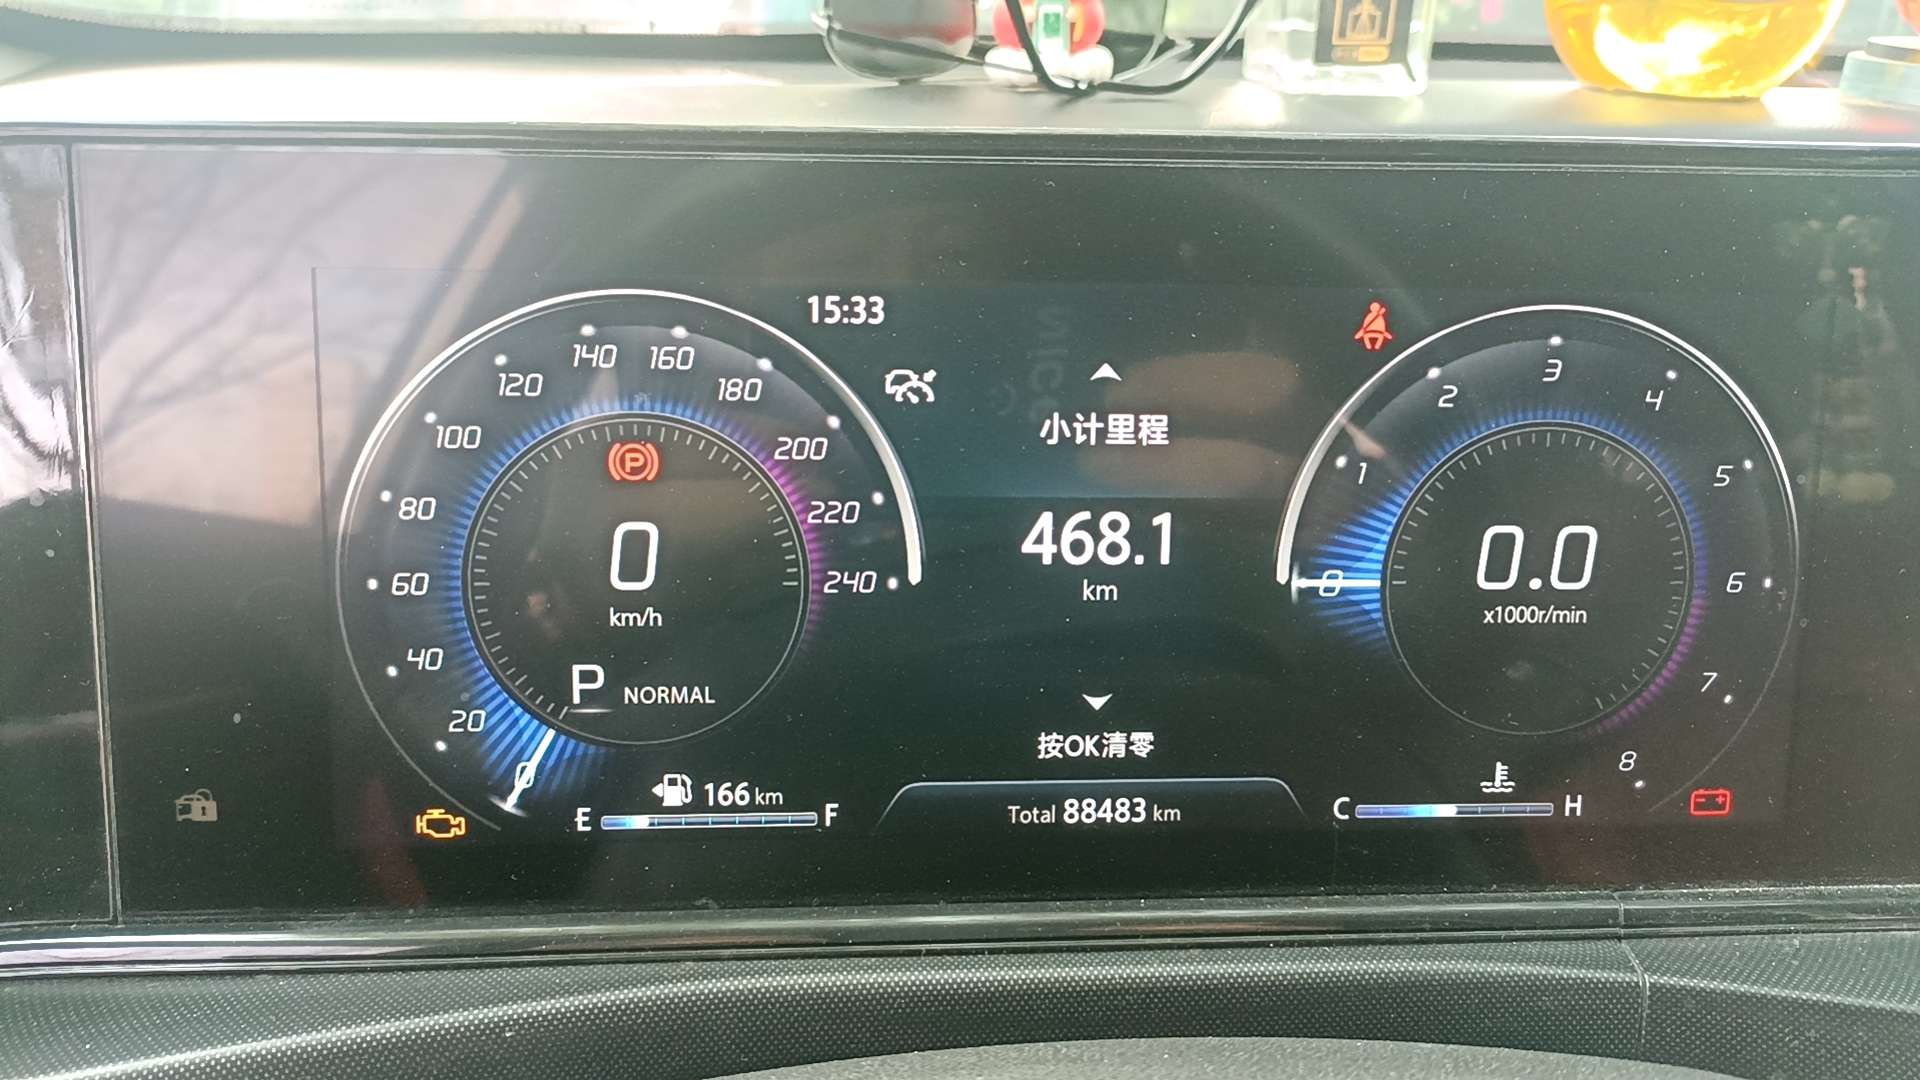 15:33
140 160
120 180
100 200
80 220
60 240
40
20
0
P
0
km/h
P NORMAL
166 km
E F
小计里程
468.1
km
按OK清零
Total 88483 km
3
2 4
1 5
0 6
7
8
0.0
x1000r/min
C H